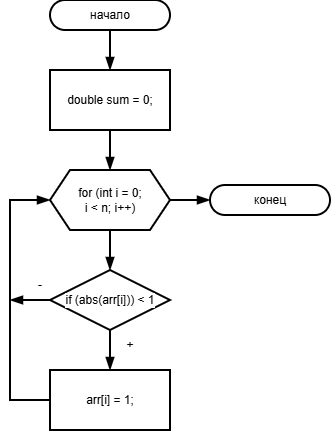 начало
double sum = 0;
for (int i = 0;
i < n; i++)
конец
if (abs(arr[i])) < 1
-
+
arr[i] = 1;